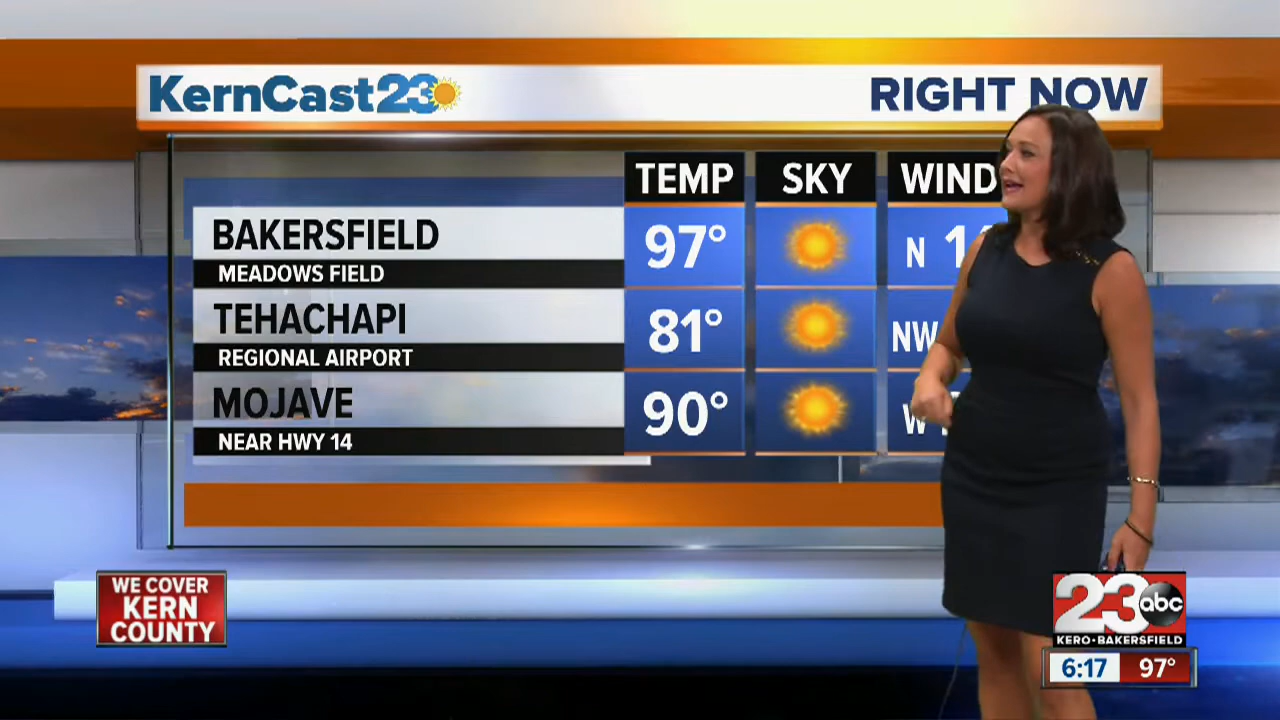 KernCast23
RIGHT NOW
TEMP SKY WIND
BAKERSFIELD 97° N
MEADOWS FIELD
TEHACHAPI 81° NW
REGIONAL AIRPORT
MOJAVE 90° W
NEAR HWY 14
WE COVER
KERN
COUNTY
23 abc
KERO•BAKERSFIELD
6:17 97°